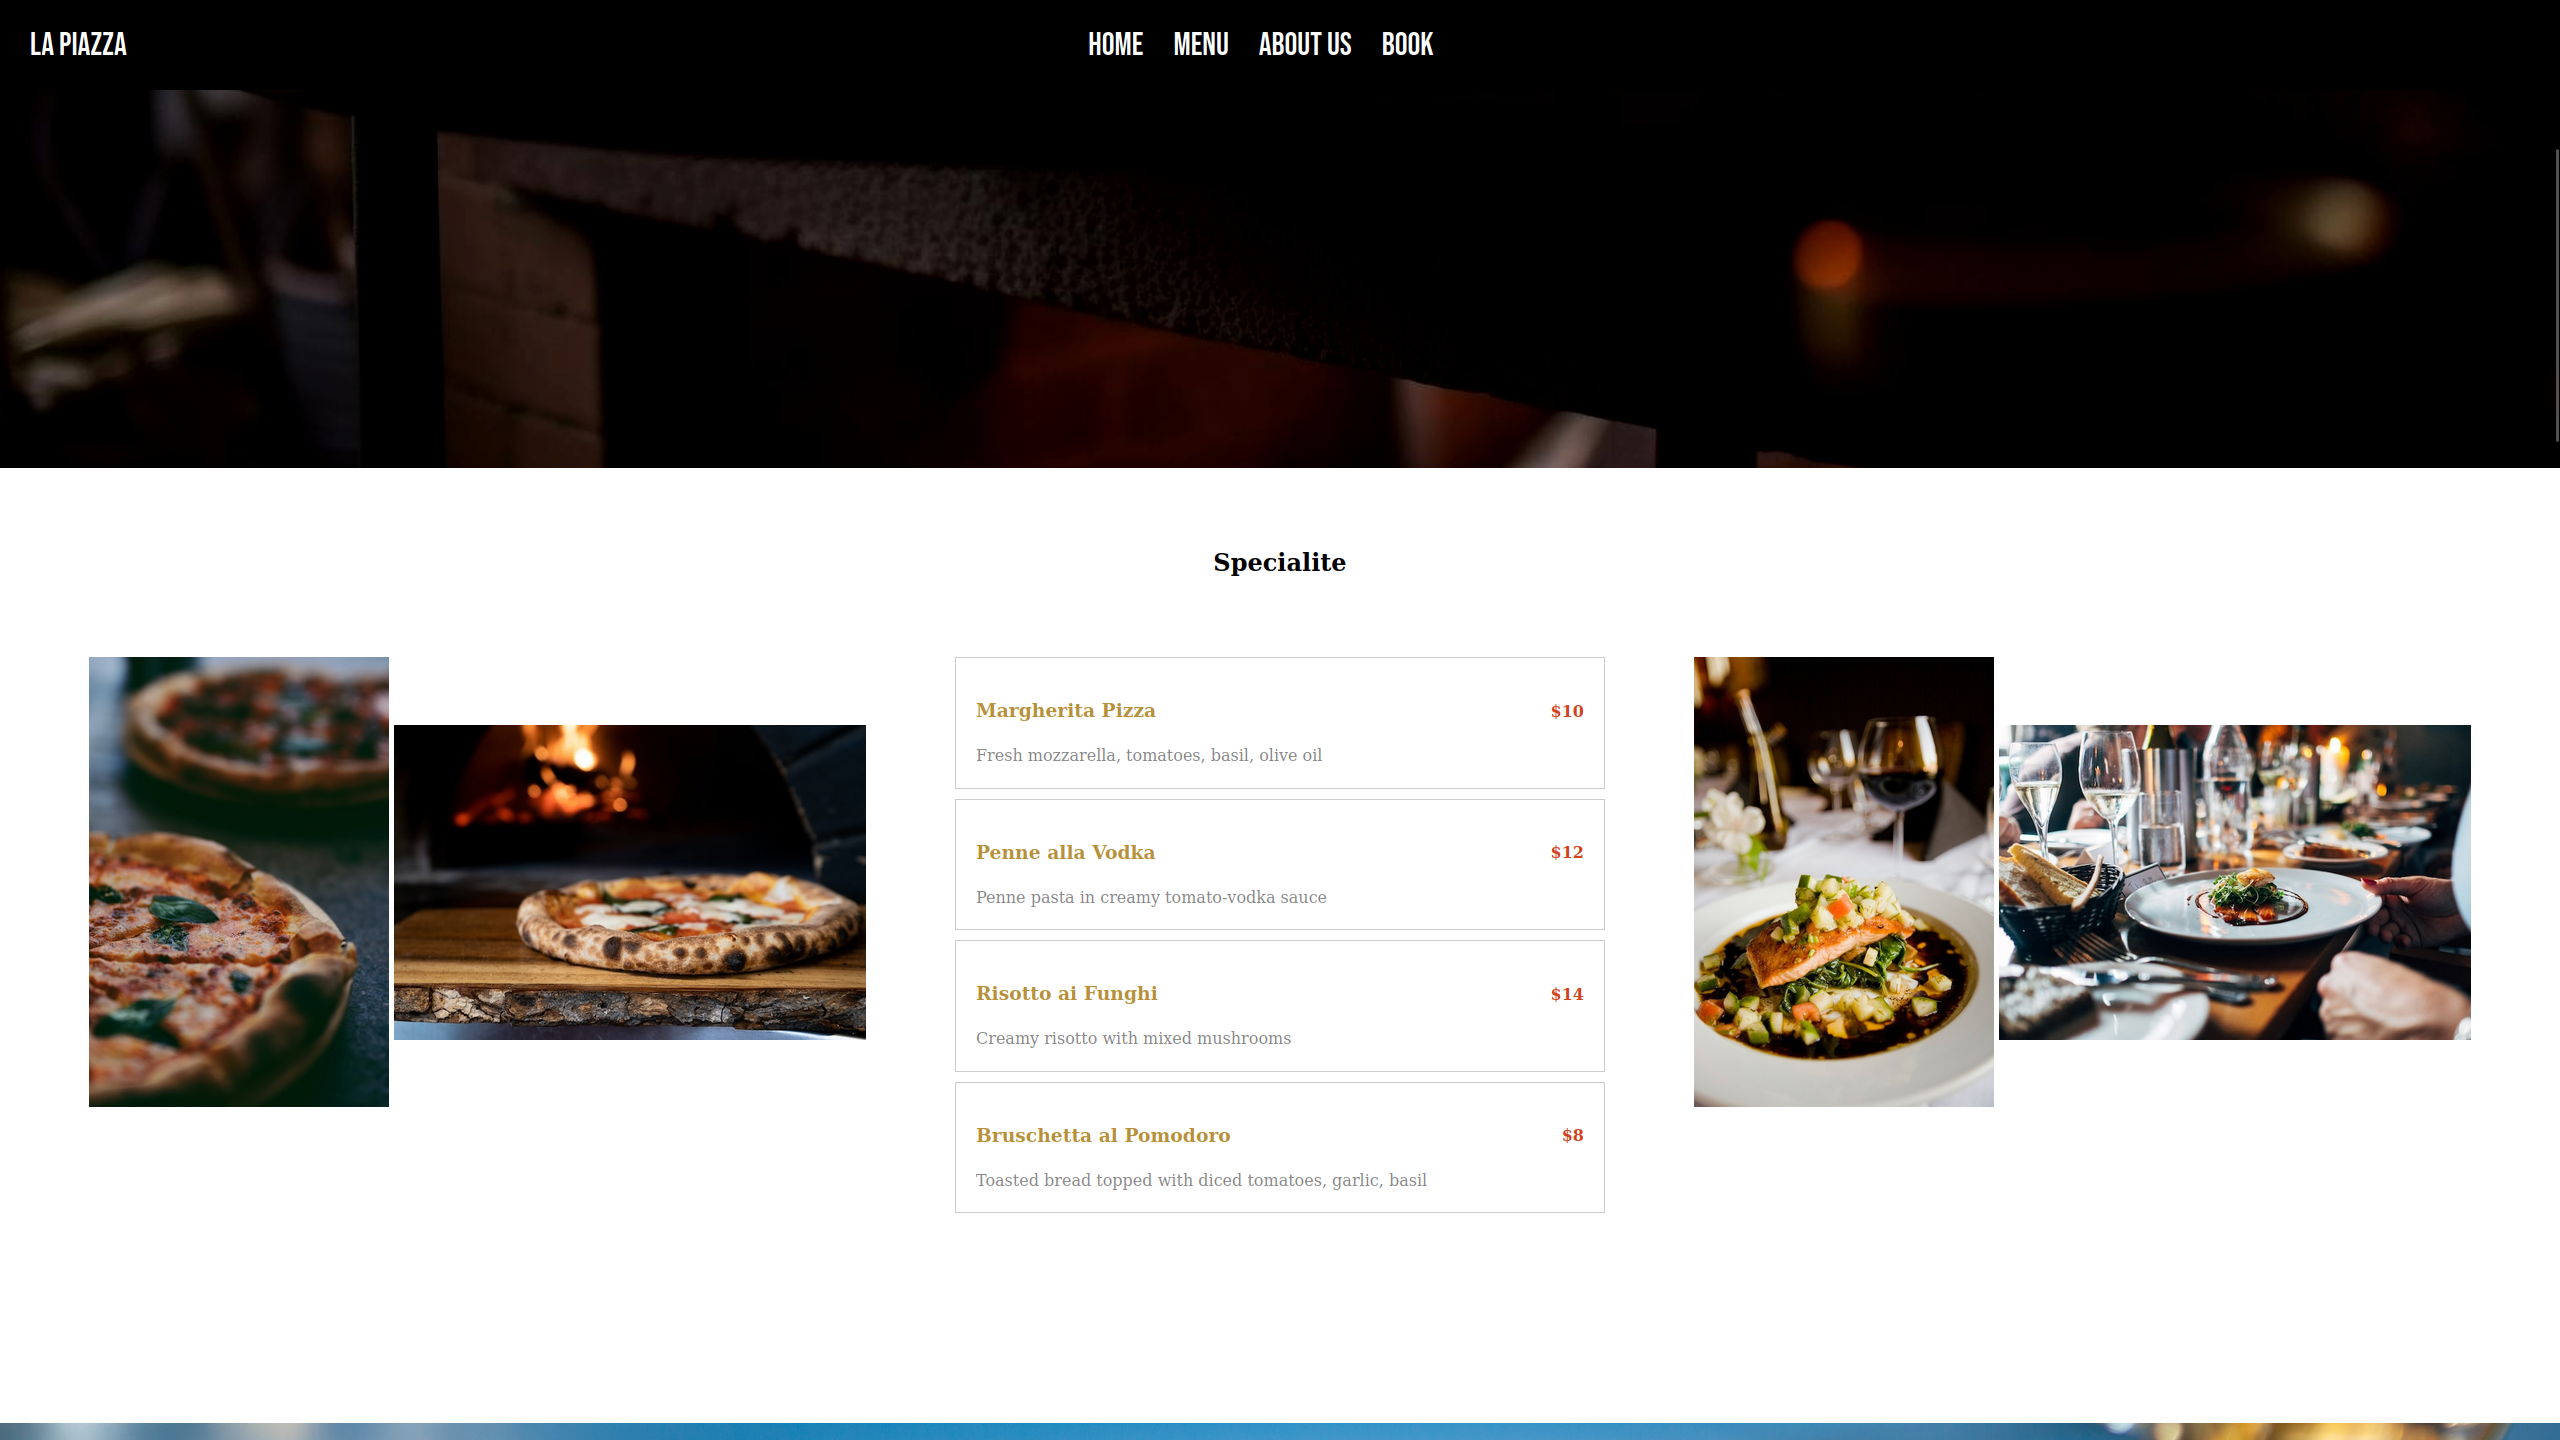 LA PIAZZA
HOME MENU ABOUT US BOOK
Specialite
Margherita Pizza $10
Fresh mozzarella, tomatoes, basil, olive oil
Penne alla Vodka $12
Penne pasta in creamy tomato-vodka sauce
Risotto ai Funghi $14
Creamy risotto with mixed mushrooms
Bruschetta al Pomodoro $8
Toasted bread topped with diced tomatoes, garlic, basil